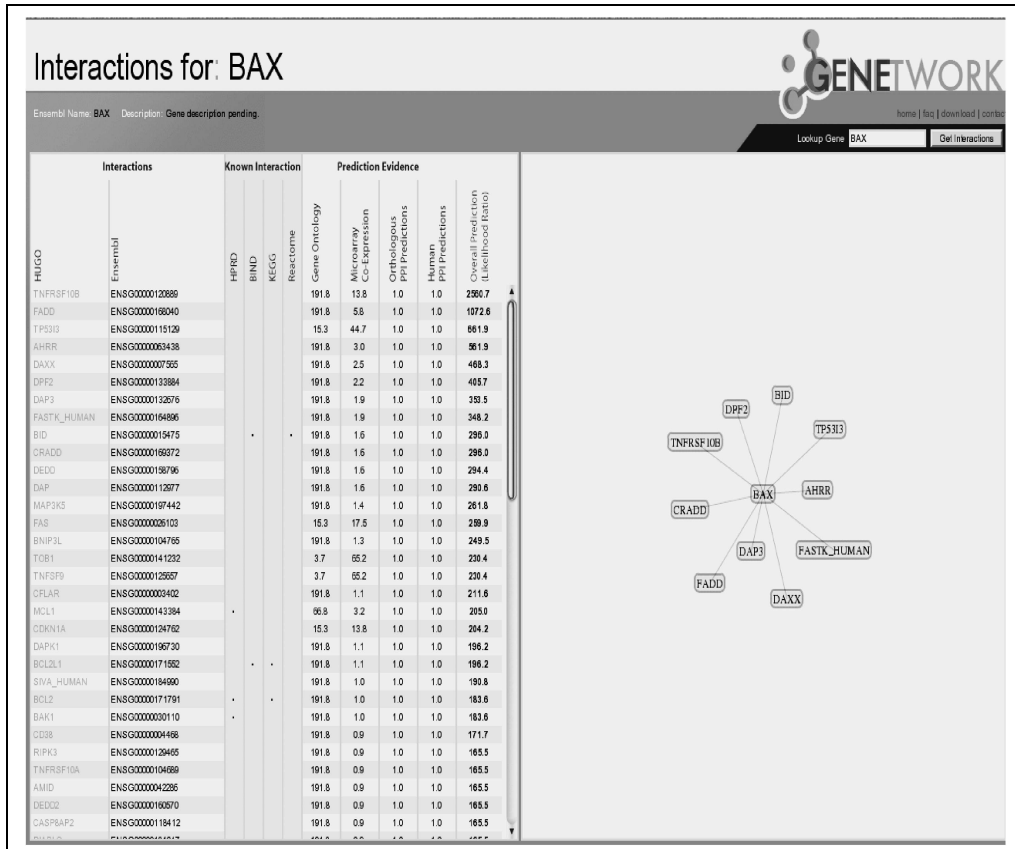 Interactions for: BAX
GENETWORK
Ensembl Name: BAX Description: Gene description pending.
home | faq | download | contac
Lookup Gene BAX Get Interactions
Interactions Known Interaction Prediction Evidence
HUGO Ensembl HPRD BIND KEGG Reactome Gene Ontology Microarray Co-Expression Orthologous PPI Predictions Human PPI Predictions Overall Prediction (Likelihood Ratio)
TNFRSF10B ENSG00000120889 191.8 13.8 1.0 1.0 2560.7
FADD ENSG00000168040 191.8 5.8 1.0 1.0 1072.6
TP53I3 ENSG00000115129 15.3 44.7 1.0 1.0 661.9
AHRR ENSG00000063438 191.8 3.0 1.0 1.0 561.9
DAXX ENSG00000007565 191.8 2.5 1.0 1.0 468.3
DPF2 ENSG00000133884 191.8 2.2 1.0 1.0 405.7
DAP3 ENSG00000132676 191.8 1.9 1.0 1.0 353.5
FASTK_HUMAN ENSG00000164896 191.8 1.9 1.0 1.0 348.2
BID ENSG00000015475 • • 191.8 1.6 1.0 1.0 296.0
CRADD ENSG00000169372 191.8 1.6 1.0 1.0 296.0
DEDD ENSG00000158796 191.8 1.6 1.0 1.0 294.4
DAP ENSG00000112977 191.8 1.6 1.0 1.0 290.6
MAP3K5 ENSG00000197442 191.8 1.4 1.0 1.0 261.8
FAS ENSG00000026103 15.3 17.5 1.0 1.0 259.9
BNIP3L ENSG00000104765 191.8 1.3 1.0 1.0 249.5
TOB1 ENSG00000141232 3.7 65.2 1.0 1.0 230.4
TNFSF9 ENSG00000125657 3.7 65.2 1.0 1.0 230.4
CFLAR ENSG00000003402 191.8 1.1 1.0 1.0 211.6
MCL1 ENSG00000143384 • 66.8 3.2 1.0 1.0 205.0
CDKN1A ENSG00000124762 15.3 13.8 1.0 1.0 204.2
DAPK1 ENSG00000196730 191.8 1.1 1.0 1.0 196.2
BCL2L1 ENSG00000171552 • • 191.8 1.1 1.0 1.0 196.2
SIVA_HUMAN ENSG00000184990 191.8 1.0 1.0 1.0 190.8
BCL2 ENSG00000171791 • • 191.8 1.0 1.0 1.0 183.6
BAK1 ENSG00000030110 • 191.8 1.0 1.0 1.0 183.6
CD38 ENSG00000004468 191.8 0.9 1.0 1.0 171.7
RIPK3 ENSG00000129465 191.8 0.9 1.0 1.0 165.5
TNFRSF10A ENSG00000104689 191.8 0.9 1.0 1.0 165.5
AMID ENSG00000042286 191.8 0.9 1.0 1.0 165.5
DEDD2 ENSG00000160570 191.8 0.9 1.0 1.0 165.5
CASP8AP2 ENSG00000118412 191.8 0.9 1.0 1.0 165.5
BID
DPF2
TP53I3
TNFRSF10B
BAX
AHRR
CRADD
DAP3
FASTK_HUMAN
FADD
DAXX